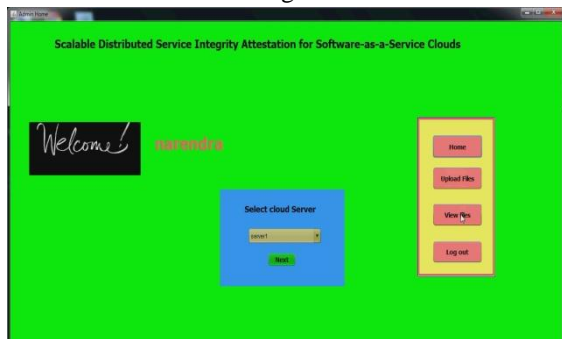 Admin Home
Scalable Distributed Service Integrity Attestation for Software-as-a-Service Clouds
Welcome!
narendra
Select cloud Server
server1
Next
Home
Upload Files
View files
Log out